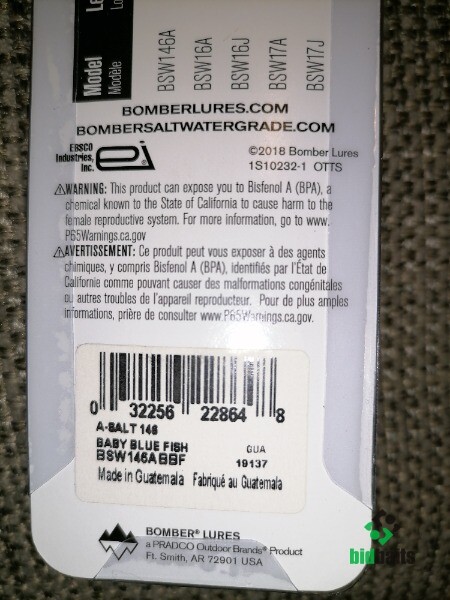 Model
Modèle
BSW146A
BSW16A
BSW16J
BSW17A
BSW17J
BOMBERLURES.COM
BOMBERSALTWATERGRADE.COM
EBSCO
Industries,
Inc.
ei
©2018 Bomber Lures
1S10232-1 OTTS
⚠WARNING: This product can expose you to Bisfenol A (BPA), a
chemical known to the State of California to cause harm to the
female reproductive system. For more information, go to www.
P65Warnings.ca.gov
⚠AVERTISSEMENT: Ce produit peut vous exposer à des agents
chimiques, y compris Bisfenol A (BPA), identifiés par l'État de
Californie comme pouvant causer des malformations congénitales
ou autres troubles de l'appareil reproducteur. Pour de plus amples
informations, prière de consulter www.P65Warnings.ca.gov.
0 32256 22864 8
A-SALT 146
BABY BLUE FISH
GUA
BSW146ABBF
19137
Made in Guatemala Fabriqué au Guatemala
BOMBER® LURES
a PRADCO Outdoor Brands® Product
Ft. Smith, AR 72901 USA
bidbaits